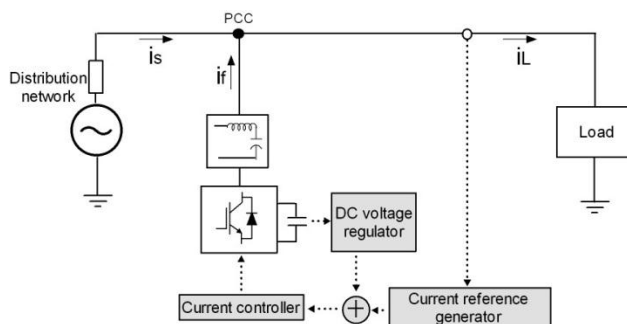 PCC
is
if
iL
Distribution
network
Load
DC voltage
regulator
Current controller
Current reference
generator